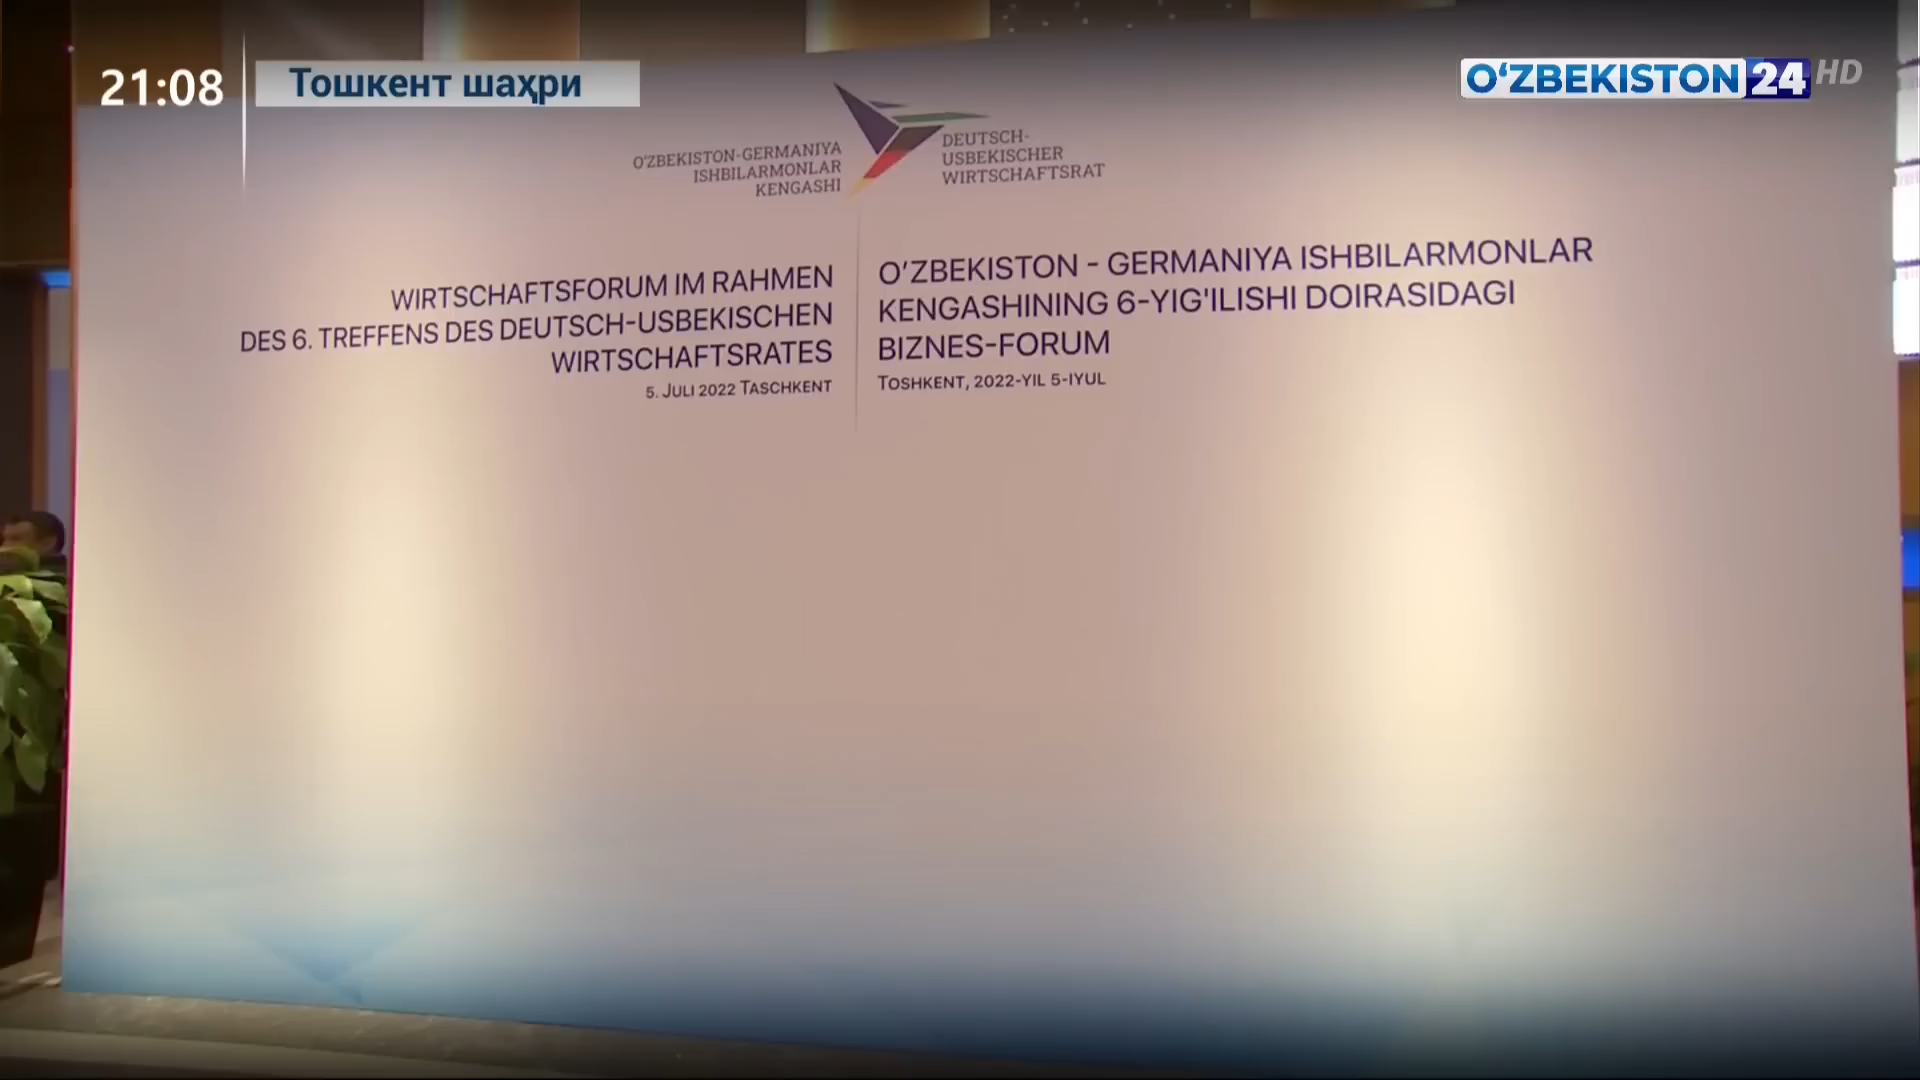 21:08
Тошкент шаҳри
O‘ZBEKISTON 24 HD
O'ZBEKISTON-GERMANIYA
ISHBILARMONLAR
KENGASHI
DEUTSCH-
USBEKISCHER
WIRTSCHAFTSRAT
WIRTSCHAFTSFORUM IM RAHMEN
DES 6. TREFFENS DES DEUTSCH-USBEKISCHEN
WIRTSCHAFTSRATES
5. JULI 2022 TASCHKENT
O’ZBEKISTON - GERMANIYA ISHBILARMONLAR
KENGASHINING 6-YIG'ILISHI DOIRASIDAGI
BIZNES-FORUM
TOSHKENT, 2022-YIL 5-IYUL